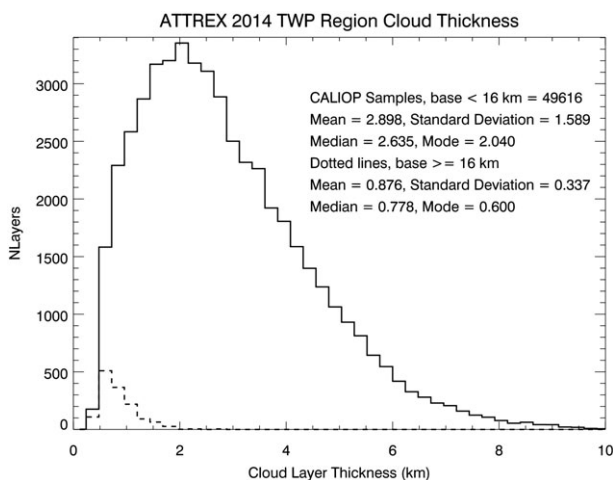 ATTREX 2014 TWP Region Cloud Thickness
CALIOP Samples, base < 16 km = 49616
Mean = 2.898, Standard Deviation = 1.589
Median = 2.635, Mode = 2.040
Dotted lines, base >= 16 km
Mean = 0.876, Standard Deviation = 0.337
Median = 0.778, Mode = 0.600
NLayers
3000
2500
2000
1500
1000
500
0
0 2 4 6 8 10
Cloud Layer Thickness (km)